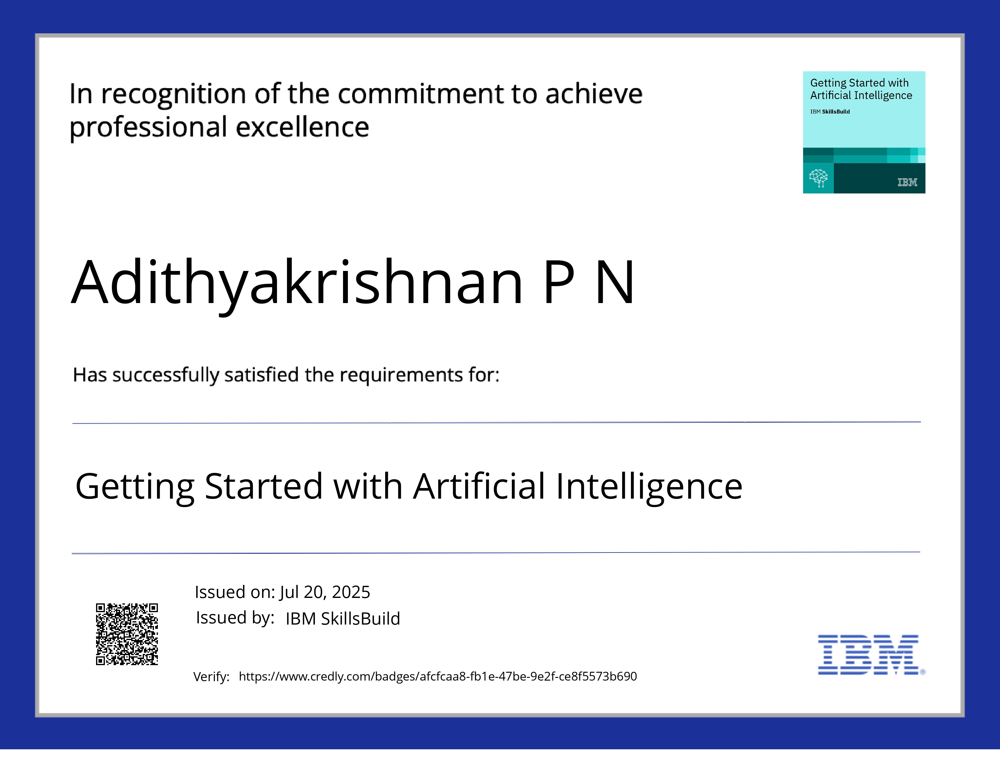 In recognition of the commitment to achieve
professional excellence
Getting Started with
Artificial Intelligence
IBM SkillsBuild
IBM
Adithyakrishnan P N
Has successfully satisfied the requirements for:
Getting Started with Artificial Intelligence
Issued on: Jul 20, 2025
Issued by: IBM SkillsBuild
Verify: https://www.credly.com/badges/afcfcaa8-fb1e-47be-9e2f-ce8f5573b690
IBM®